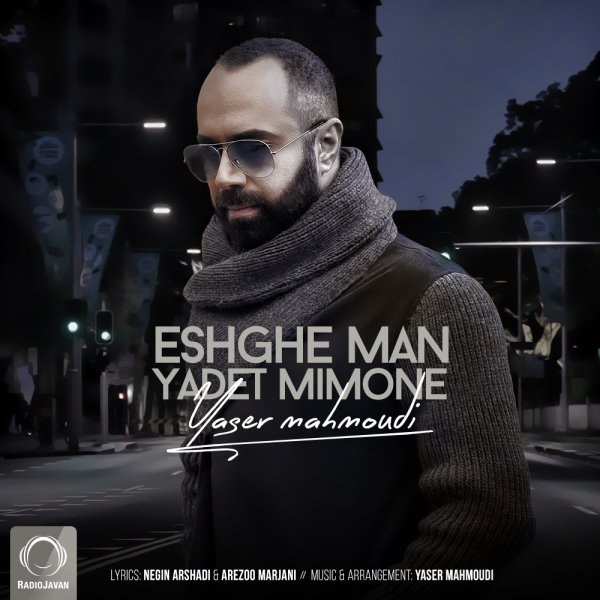 ESHGHE MAN
YADET MIMONE
Yaser mahmoudi
RADIOJAVAN
LYRICS: NEGIN ARSHADI & AREZOO MARJANI // MUSIC & ARRANGEMENT: YASER MAHMOUDI